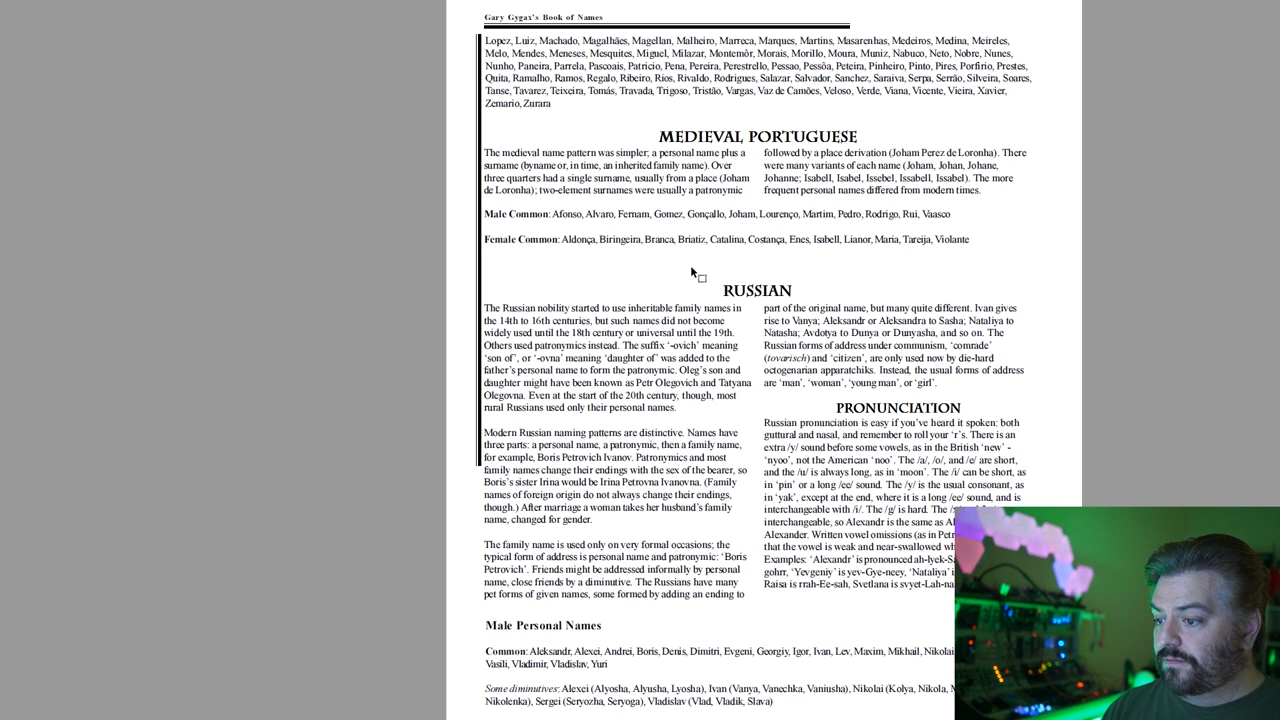 Gary Gygax's Book of Names
Lopez, Luiz, Machado, Magalhães, Magellan, Malheiro, Marreca, Marques, Martins, Masarenhas, Medeiros, Medina, Meireles,
Melo, Mendes, Meneses, Mesquites, Miguel, Milazar, Montemôr, Morais, Morillo, Moura, Muniz, Nabuco, Neto, Nobre, Nunes,
Nunho, Paneira, Parrela, Pascoais, Patricio, Pena, Pereira, Perestrello, Pessao, Pessôa, Peteira, Pinheiro, Pinto, Pires, Porfirio, Prestes,
Quita, Ramalho, Ramos, Regalo, Ribeiro, Rios, Rivaldo, Rodrigues, Salazar, Salvador, Sanchez, Saraiva, Serpa, Serrão, Silveira, Soares,
Tanse, Tavarez, Teixeira, Tomás, Travada, Trigoso, Tristão, Vargas, Vaz de Camões, Veloso, Verde, Viana, Vicente, Vieira, Xavier,
Zemario, Zurara
MEDIEVAL PORTUGUESE
The medieval name pattern was simpler; a personal name plus a
surname (byname or, in time, an inherited family name). Over
three quarters had a single surname, usually from a place (Joham
de Loronha); two-element surnames were usually a patronymic
followed by a place derivation (Joham Perez de Loronha). There
were many variants of each name (Joham, Johan, Johane,
Johanne; Isabell, Isabel, Issebel, Issabell, Issabel). The more
frequent personal names differed from modern times.
Male Common: Afonso, Alvaro, Fernam, Gomez, Gonçallo, Joham, Lourenço, Martim, Pedro, Rodrigo, Rui, Vaasco
Female Common: Aldonça, Biringeira, Branca, Briatiz, Catalina, Costança, Enes, Isabell, Lianor, Maria, Tareija, Violante
RUSSIAN
The Russian nobility started to use inheritable family names in
the 14th to 16th centuries, but such names did not become
widely used until the 18th century or universal until the 19th.
Others used patronymics instead. The suffix '-ovich' meaning
'son of', or '-ovna' meaning 'daughter of' was added to the
father's personal name to form the patronymic. Oleg's son and
daughter might have been known as Petr Olegovich and Tatyana
Olegovna. Even at the start of the 20th century, though, most
rural Russians used only their personal names.
Modern Russian naming patterns are distinctive. Names have
three parts: a personal name, a patronymic, then a family name,
for example, Boris Petrovich Ivanov. Patronymics and most
family names change their endings with the sex of the bearer, so
Boris's sister Irina would be Irina Petrovna Ivanovna. (Family
names of foreign origin do not always change their endings,
though.) After marriage a woman takes her husband's family
name, changed for gender.
The family name is used only on very formal occasions; the
typical form of address is personal name and patronymic: 'Boris
Petrovich'. Friends might be addressed informally by personal
name, close friends by a diminutive. The Russians have many
pet forms of given names, some formed by adding an ending to
part of the original name, but many quite different. Ivan gives
rise to Vanya; Aleksandr or Aleksandra to Sasha; Nataliya to
Natasha; Avdotya to Dunya or Dunyasha, and so on. The
Russian forms of address under communism, 'comrade'
(tovarisch) and 'citizen', are only used now by die-hard
octogenarian apparatchiks. Instead, the usual forms of address
are 'man', 'woman', 'young man', or 'girl'.
PRONUNCIATION
Russian pronunciation is easy if you've heard it spoken: both
guttural and nasal, and remember to roll your 'r's. There is an
extra /y/ sound before some vowels, as in the British 'new' -
'nyoo', not the American 'noo'. The /a/, /o/, and /e/ are short,
and the /u/ is always long, as in 'moon'. The /i/ can be short, as
in 'pin' or a long /ee/ sound. The /y/ is the usual consonant, as
in 'yak', except at the end, where it is a long /ee/ sound, and is
interchangeable with /i/. The /g/ is hard. The
interchangeable, so Alexandr is the same as
Alexander. Written vowel omissions (as in
that the vowel is weak and near-swallowed
Examples: 'Alexandr' is pronounced
gohrr, 'Yevgeniy' is yev-Gye-neey, 'Nataliya'
Raisa is rrah-Ee-sah, Svetlana is svyet-Lah-na
Male Personal Names
Common: Aleksandr, Alexei, Andrei, Boris, Denis, Dimitri, Evgeni, Georgiy, Igor, Ivan, Lev, Maxim, Mikhail, Nikolai
Vasili, Vladimir, Vladislav, Yuri
Some diminutives: Alexei (Alyosha, Alyusha, Lyosha), Ivan (Vanya, Vanechka, Vaniusha), Nikolai (Kolya, Nikola,
Nikolenka), Sergei (Seryozha, Seryoga), Vladislav (Vlad, Vladik, Slava)